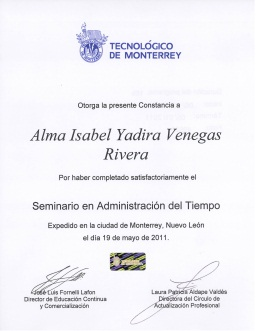 TECNOLÓGICO
DE MONTERREY
Otorga la presente Constancia a
Alma Isabel Yadira Venegas
Rivera
Por haber completado satisfactoriamente el
Seminario en Administración del Tiempo
Expedido en la ciudad de Monterrey, Nuevo León
el día 19 de mayo de 2011.
José Luis Fornelli Lafon
Director de Educación Continua
y Comercialización
Laura Patricia Aldape Valdés
Directora del Círculo de
Actualización Profesional